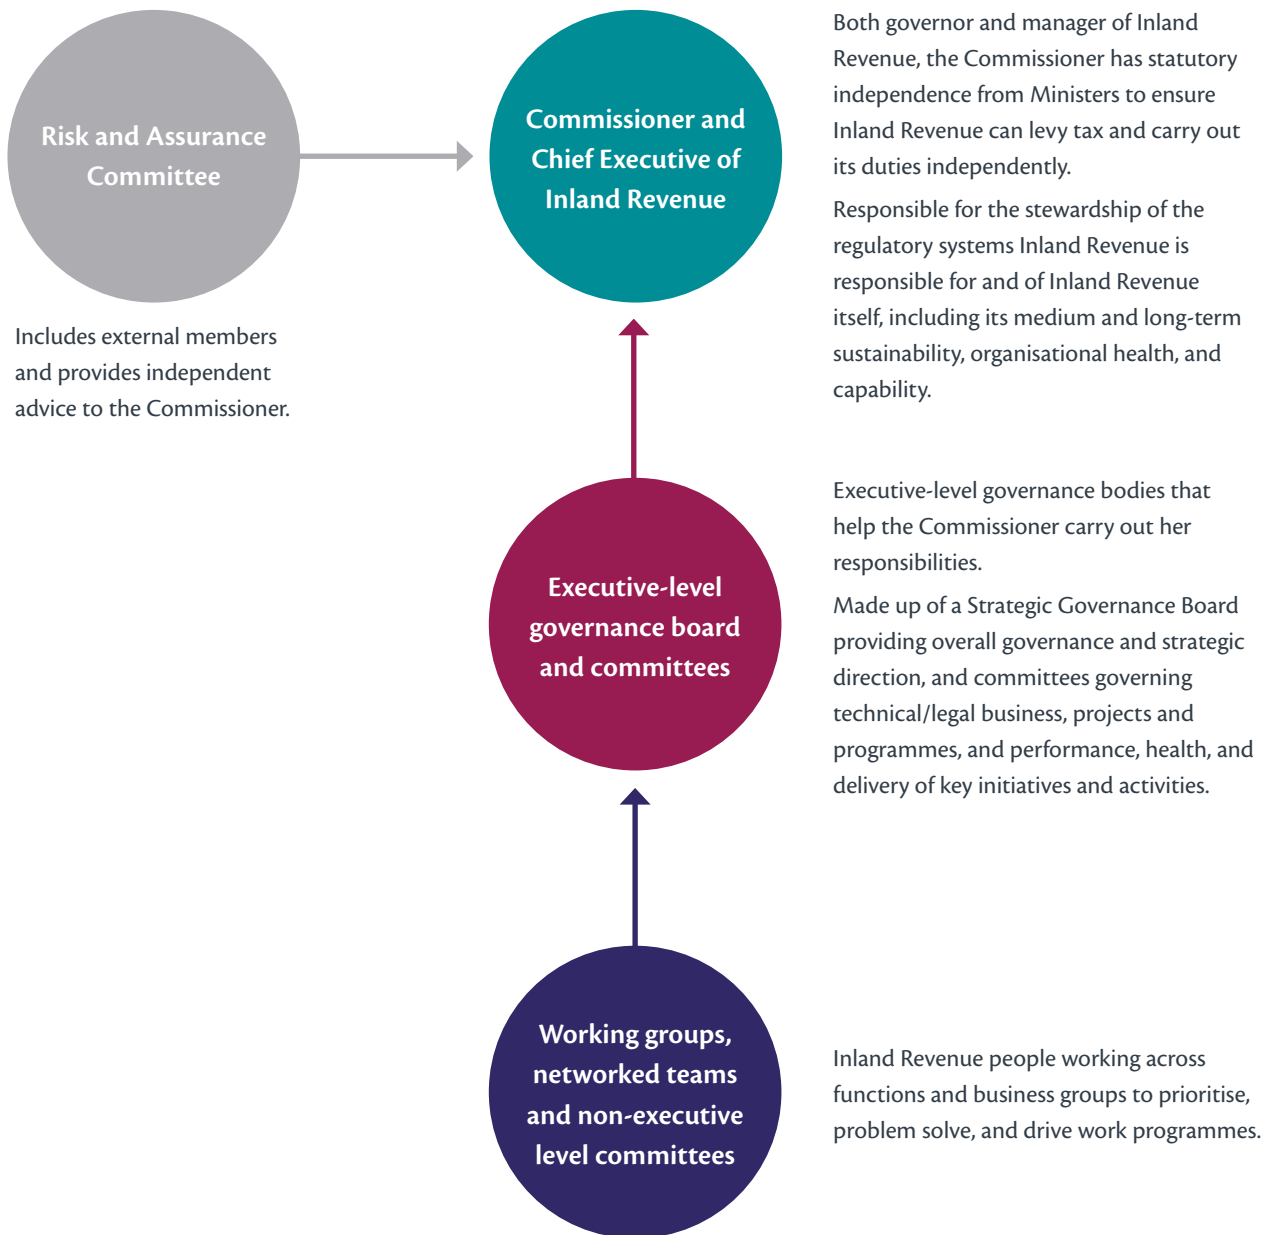 Risk and Assurance
Committee
Includes external members
and provides independent
advice to the Commissioner.
Commissioner and
Chief Executive of
Inland Revenue
Both governor and manager of Inland
Revenue, the Commissioner has statutory
independence from Ministers to ensure
Inland Revenue can levy tax and carry out
its duties independently.
Responsible for the stewardship of the
regulatory systems Inland Revenue is
responsible for and of Inland Revenue
itself, including its medium and long-term
sustainability, organisational health, and
capability.
Executive-level
governance board
and committees
Executive-level governance bodies that
help the Commissioner carry out her
responsibilities.
Made up of a Strategic Governance Board
providing overall governance and strategic
direction, and committees governing
technical/legal business, projects and
programmes, and performance, health, and
delivery of key initiatives and activities.
Working groups,
networked teams
and non-executive
level committees
Inland Revenue people working across
functions and business groups to prioritise,
problem solve, and drive work programmes.